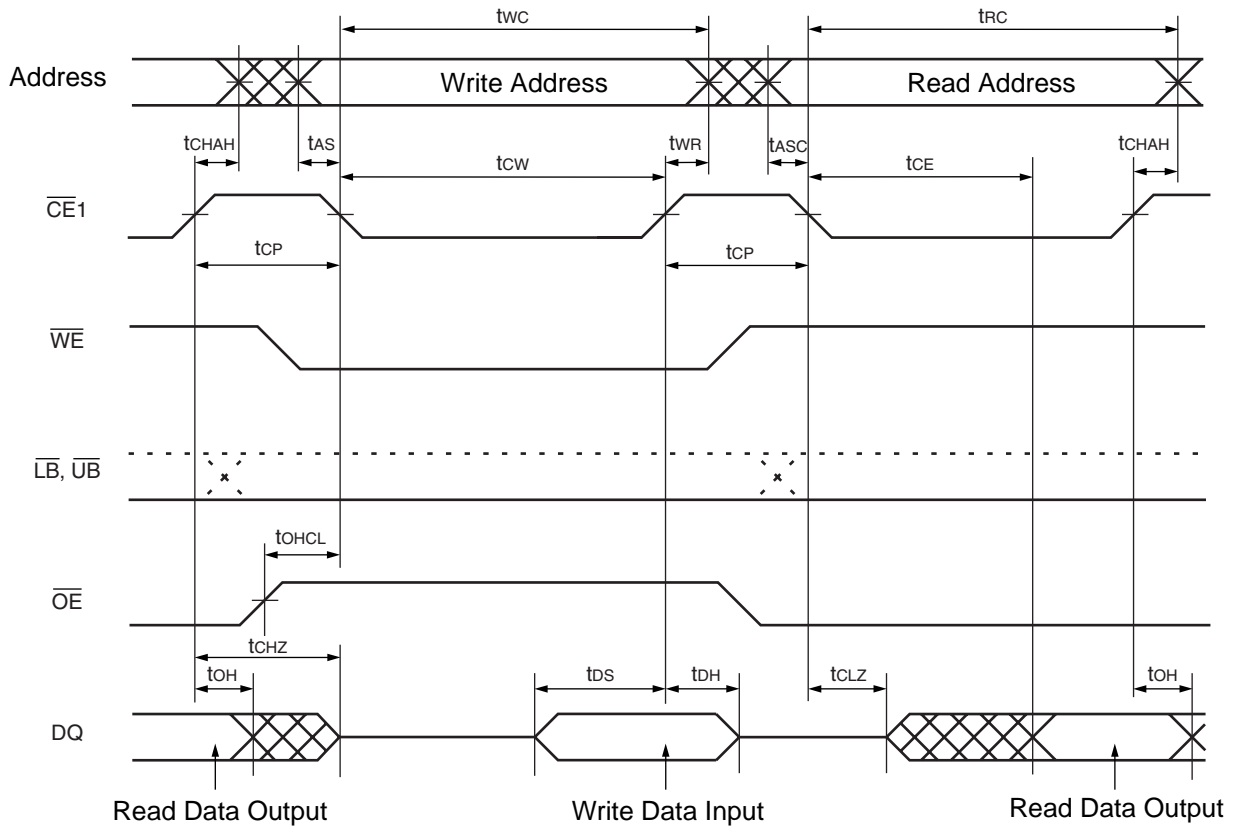 tWC tRC
Address Write Address Read Address
tCHAH tAS tCW tWR tASC tCE tCHAH
CE1
tCP tCP
WE
LB, UB
tOHCL
OE
tCHZ
tOH tDS tDH tCLZ tOH
DQ
Read Data Output Write Data Input Read Data Output